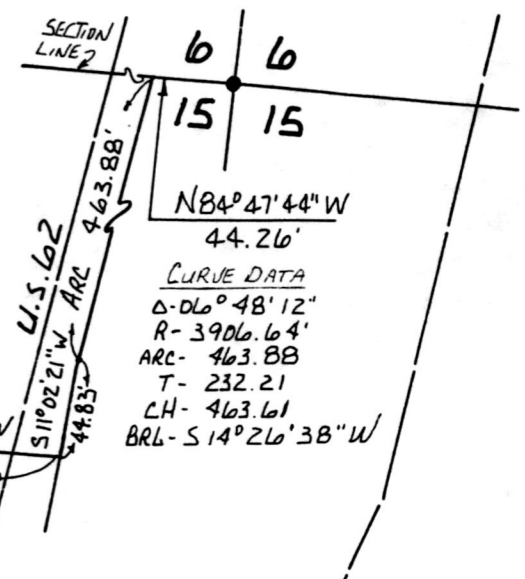 SECTION
LINE
6 6
15 15
463.88'
ARC
U.S. 62
N84°47'44"W
44.26'
CURVE DATA
Δ-06°48'12"
R- 3906.64'
ARC- 463.88
T- 232.21
CH- 463.61
BRG- S 14°26'38"W
S11°02'21"W
44.83'